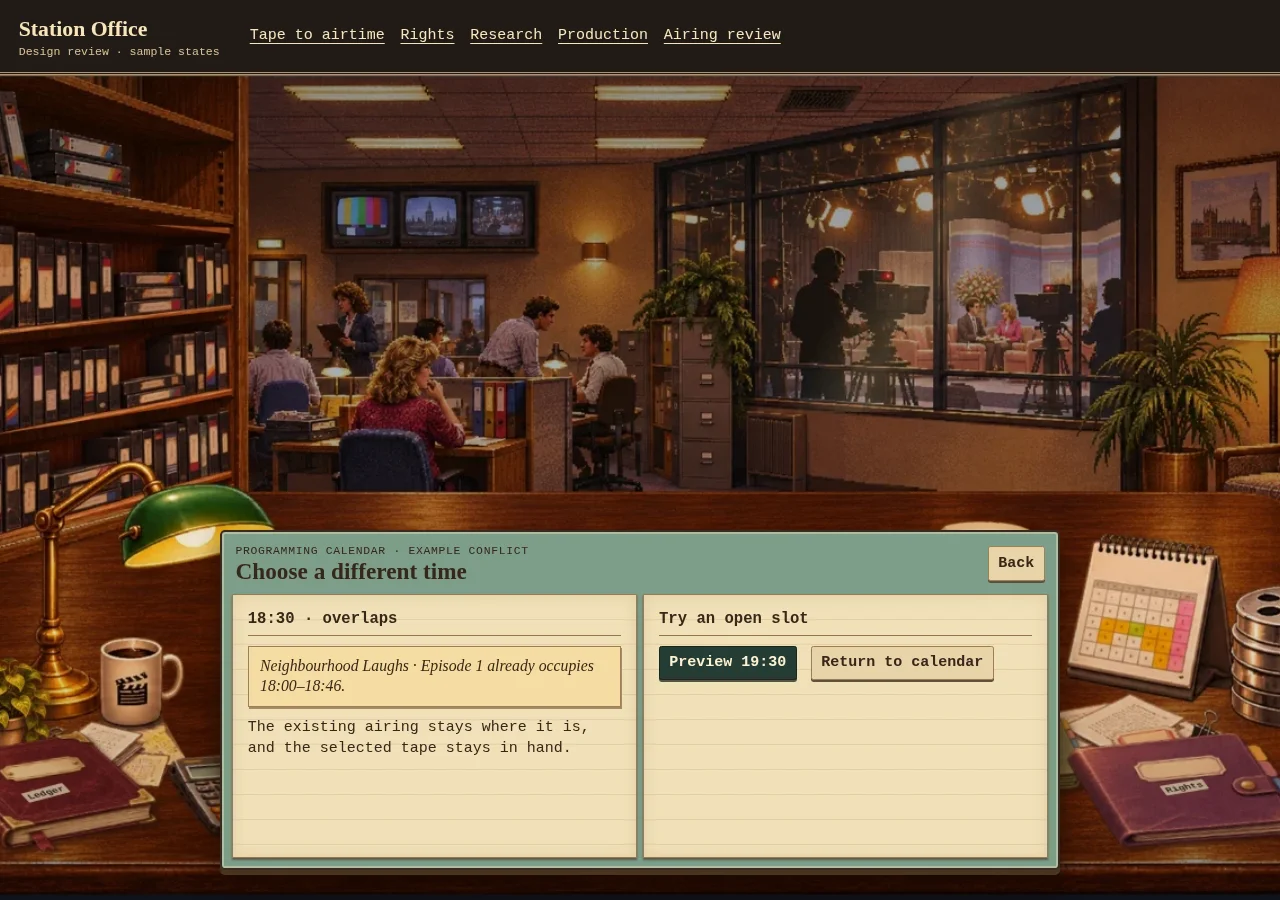 Station Office
Design review · sample states
Tape to airtime Rights Research Production Airing review
PROGRAMMING CALENDAR · EXAMPLE CONFLICT
Choose a different time
Back
18:30 · overlaps
Neighbourhood Laughs · Episode 1 already occupies
18:00–18:46.
The existing airing stays where it is,
and the selected tape stays in hand.
Try an open slot
Preview 19:30
Return to calendar
Ledger
Rights